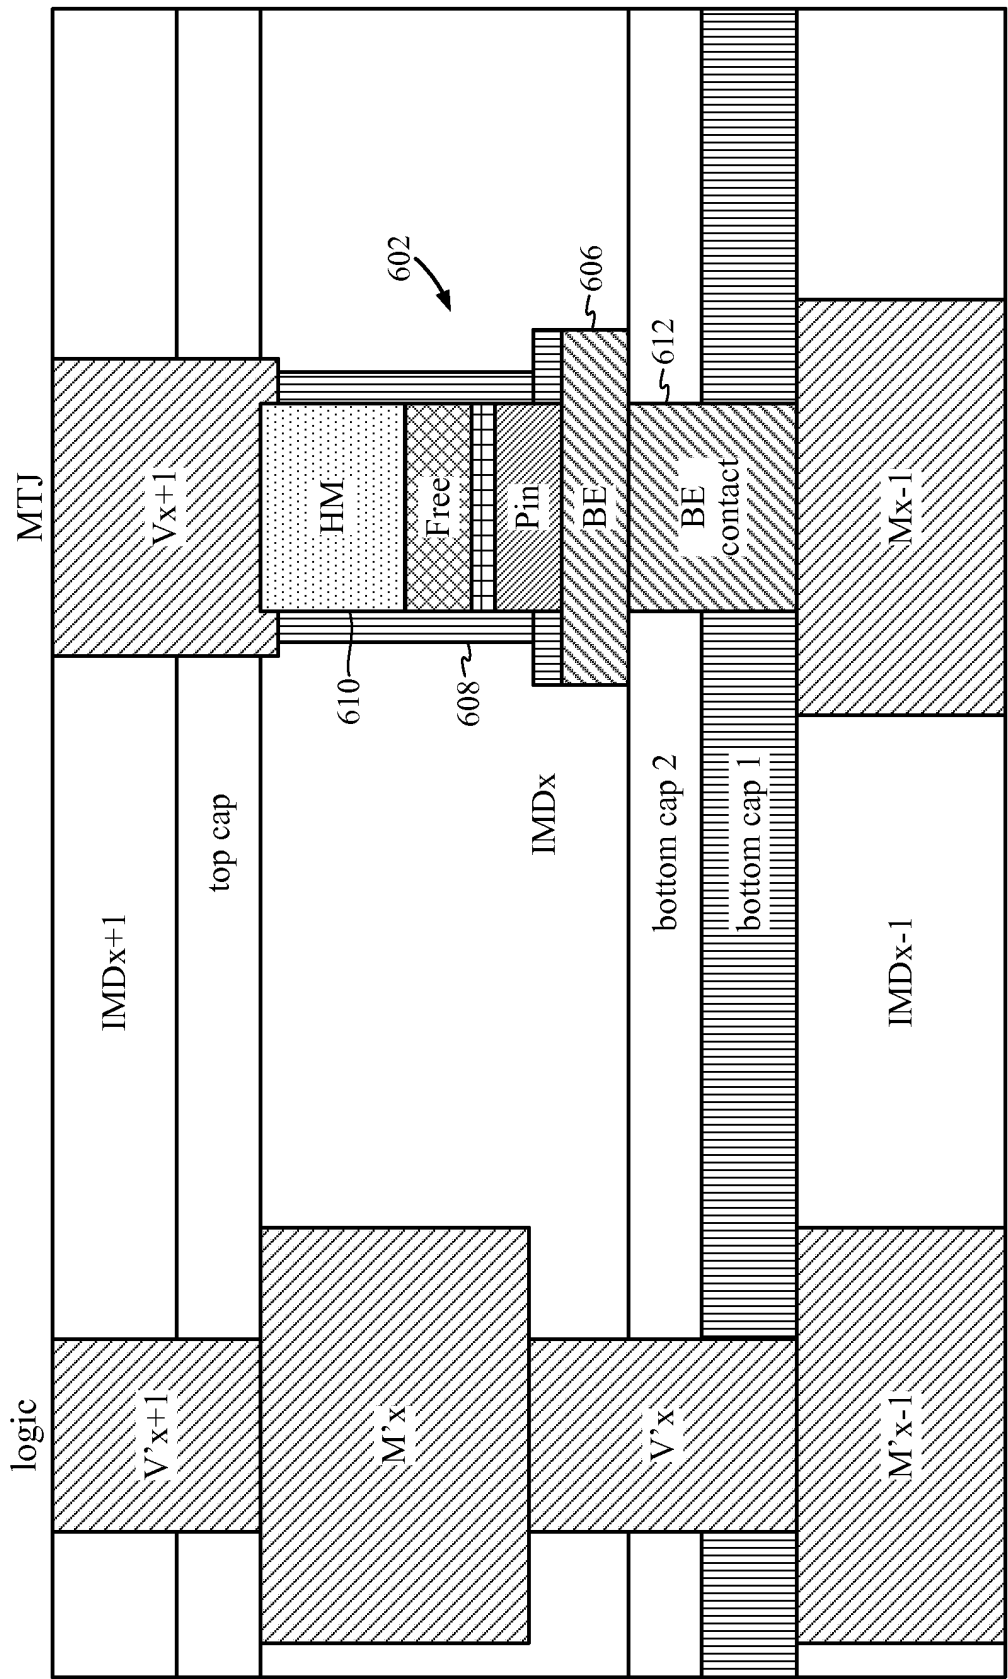 logic
MTJ
V'x+1
IMDx+1
Vx+1
top cap
M'x
HM
610
602
Free
608
IMDx
Pin
BE
606
V'x
bottom cap 2
BE
contact
612
bottom cap 1
M'x-1
IMDx-1
Mx-1